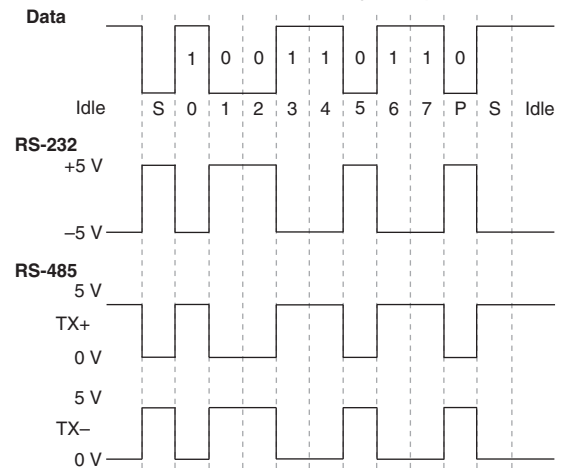 Data
1 0 0 1 1 0 1 1 0
Idle S 0 1 2 3 4 5 6 7 P S Idle
RS-232
+5 V
–5 V
RS-485
5 V
TX+
0 V
5 V
TX–
0 V